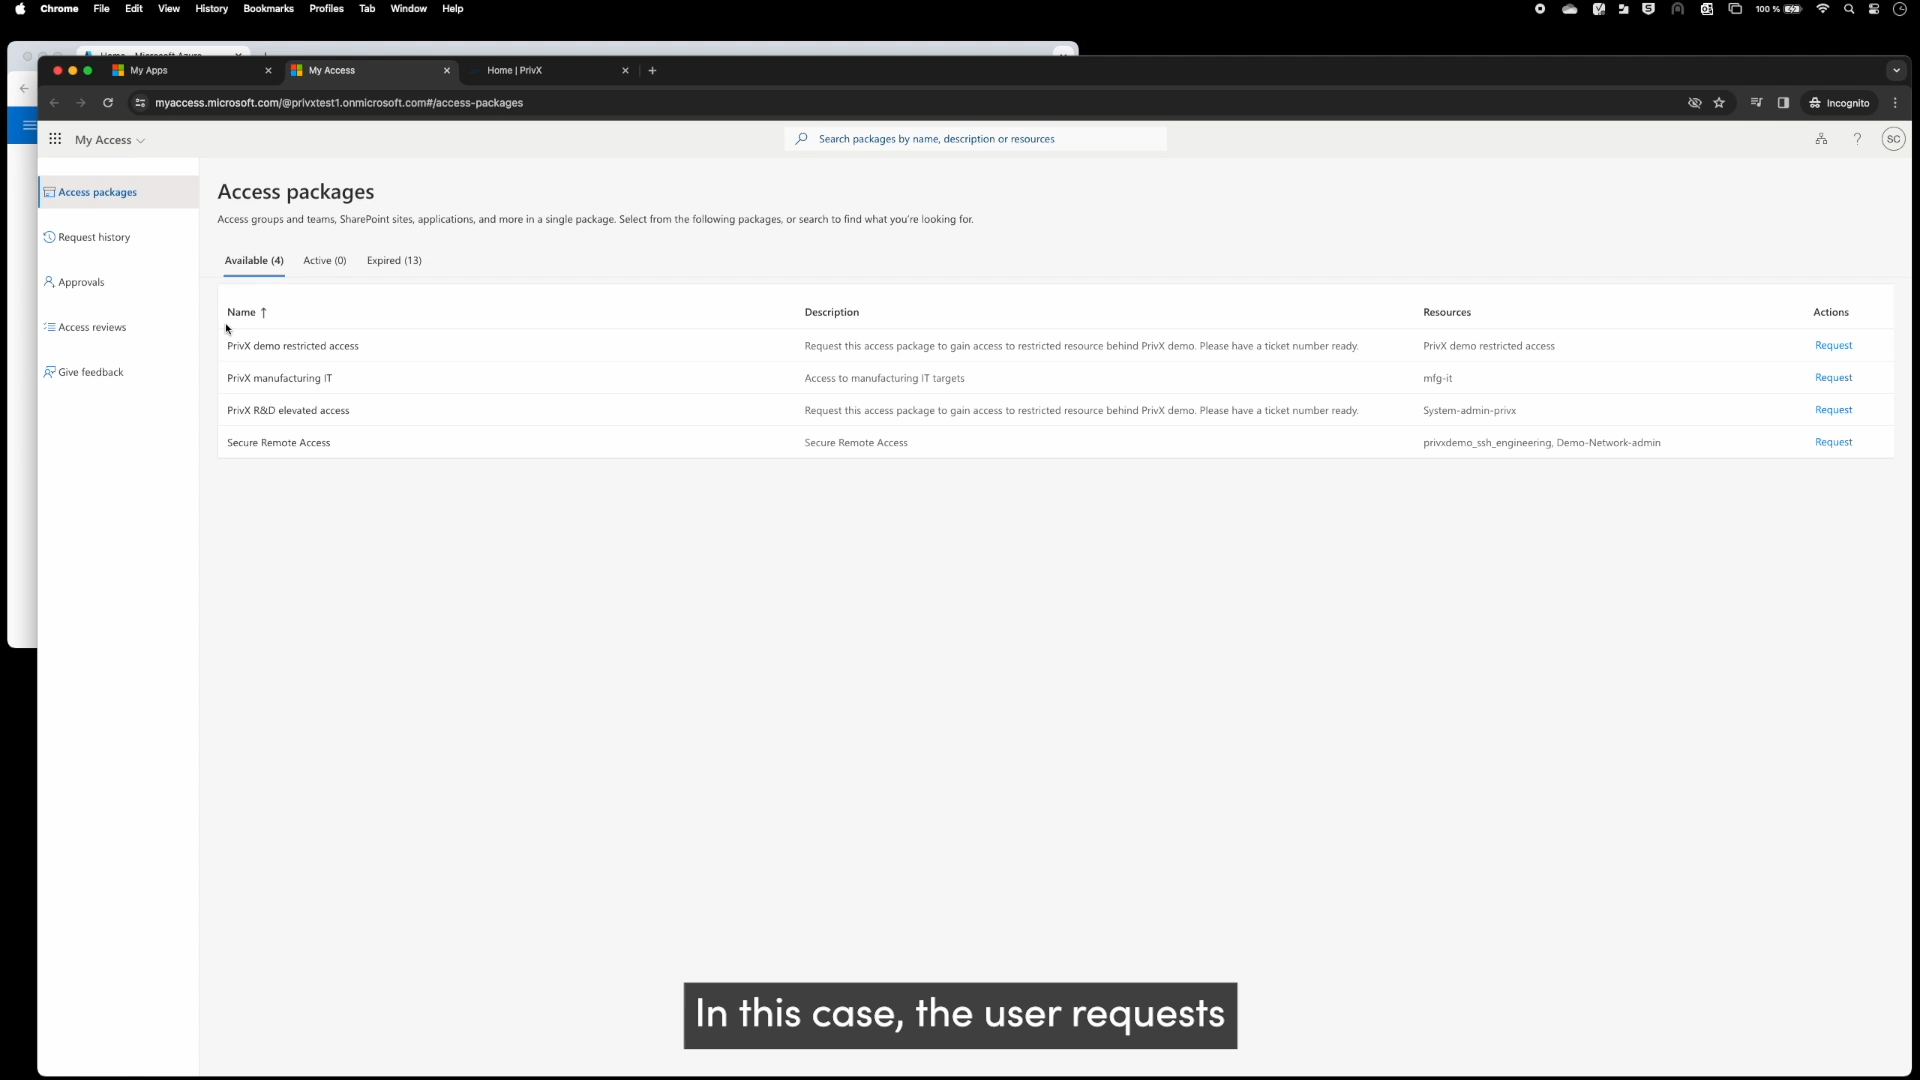 Chrome File Edit View History Bookmarks Profiles Tab Window Help 100 %
Home - Microsoft Azure
My Apps My Access Home | PrivX
myaccess.microsoft.com/@privxtest1.onmicrosoft.com#/access-packages Incognito
My Access Search packages by name, description or resources ? SC
Access packages
Request history
Approvals
Access reviews
Give feedback
Access packages
Access groups and teams, SharePoint sites, applications, and more in a single package. Select from the following packages, or search to find what you're looking for.
Available (4) Active (0) Expired (13)
Name ↑ Description Resources Actions
PrivX demo restricted access Request this access package to gain access to restricted resource behind PrivX demo. Please have a ticket number ready. PrivX demo restricted access Request
PrivX manufacturing IT Access to manufacturing IT targets mfg-it Request
PrivX R&D elevated access Request this access package to gain access to restricted resource behind PrivX demo. Please have a ticket number ready. System-admin-privx Request
Secure Remote Access Secure Remote Access privxdemo_ssh_engineering, Demo-Network-admin Request
In this case, the user requests